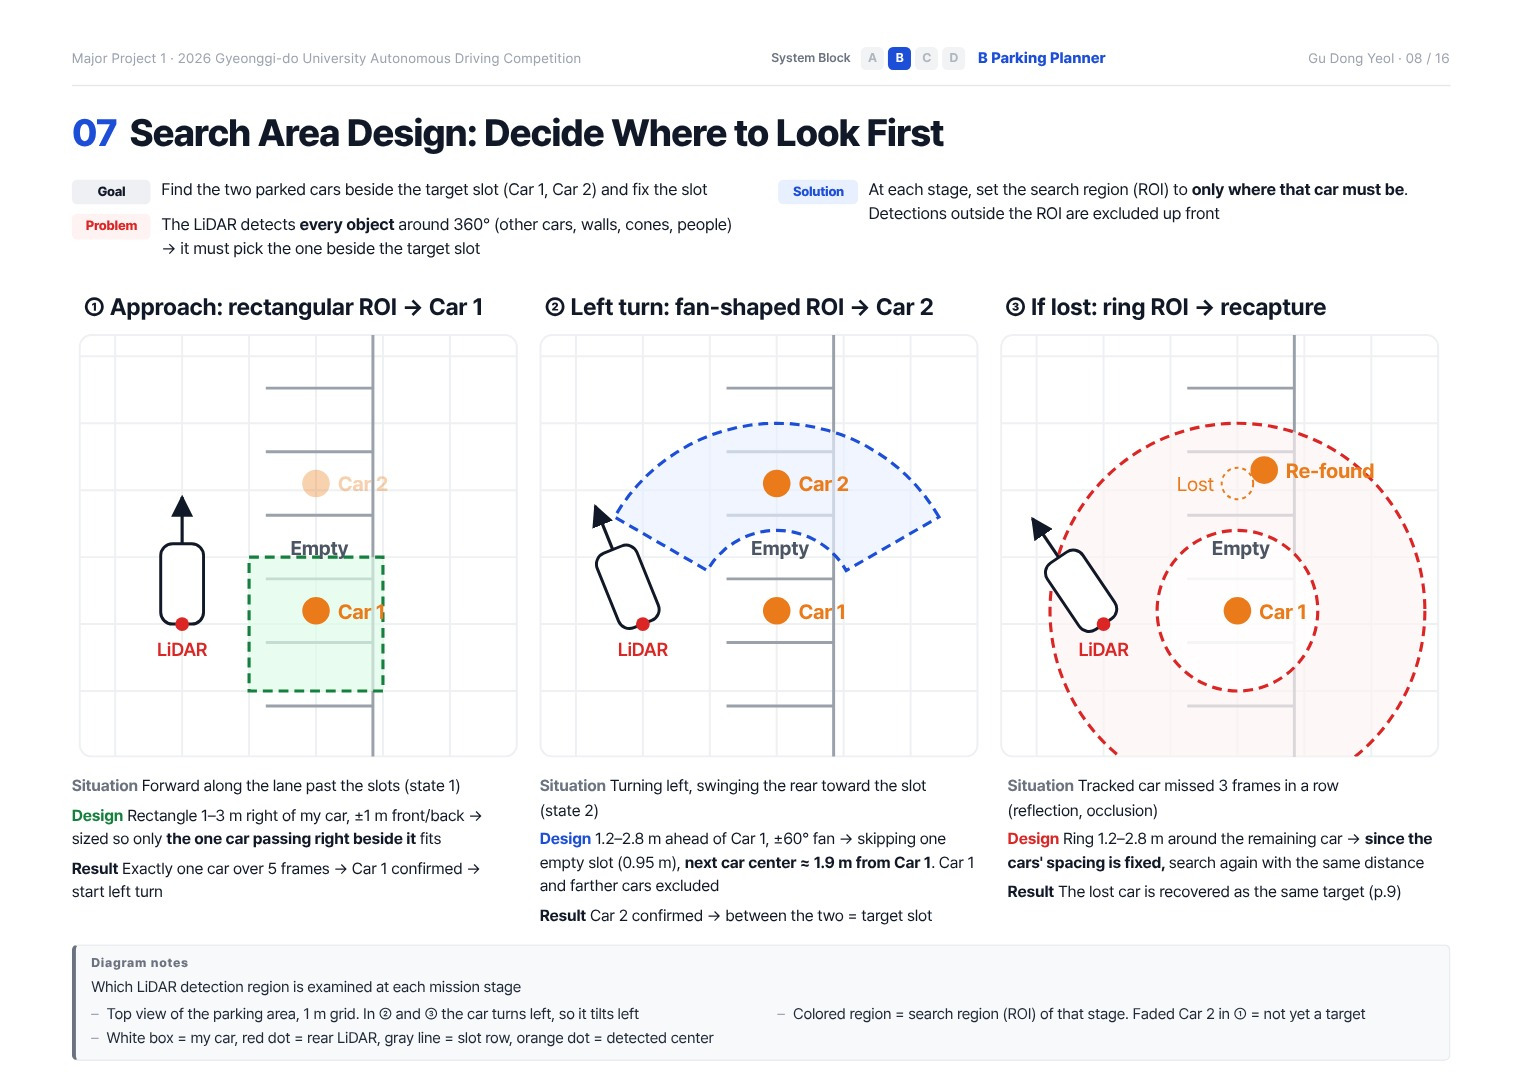 Major Project 1 · 2026 Gyeonggi-do University Autonomous Driving Competition
System Block A B C D B Parking Planner
Gu Dong Yeol · 08 / 16
07 Search Area Design: Decide Where to Look First
Goal Find the two parked cars beside the target slot (Car 1, Car 2) and fix the slot
Problem The LiDAR detects every object around 360° (other cars, walls, cones, people)
→ it must pick the one beside the target slot
Solution At each stage, set the search region (ROI) to only where that car must be.
Detections outside the ROI are excluded up front
① Approach: rectangular ROI → Car 1
Car 2
Empty
Car 1
LiDAR
Situation Forward along the lane past the slots (state 1)
Design Rectangle 1–3 m right of my car, ±1 m front/back →
sized so only the one car passing right beside it fits
Result Exactly one car over 5 frames → Car 1 confirmed →
start left turn
② Left turn: fan-shaped ROI → Car 2
Car 2
Empty
Car 1
LiDAR
Situation Turning left, swinging the rear toward the slot
(state 2)
Design 1.2–2.8 m ahead of Car 1, ±60° fan → skipping one
empty slot (0.95 m), next car center ≈ 1.9 m from Car 1. Car 1
and farther cars excluded
Result Car 2 confirmed → between the two = target slot
③ If lost: ring ROI → recapture
Lost
Re-found
Empty
Car 1
LiDAR
Situation Tracked car missed 3 frames in a row
(reflection, occlusion)
Design Ring 1.2–2.8 m around the remaining car → since the
cars' spacing is fixed, search again with the same distance
Result The lost car is recovered as the same target (p.9)
Diagram notes
Which LiDAR detection region is examined at each mission stage
– Top view of the parking area, 1 m grid. In ② and ③ the car turns left, so it tilts left
– White box = my car, red dot = rear LiDAR, gray line = slot row, orange dot = detected center
– Colored region = search region (ROI) of that stage. Faded Car 2 in ① = not yet a target